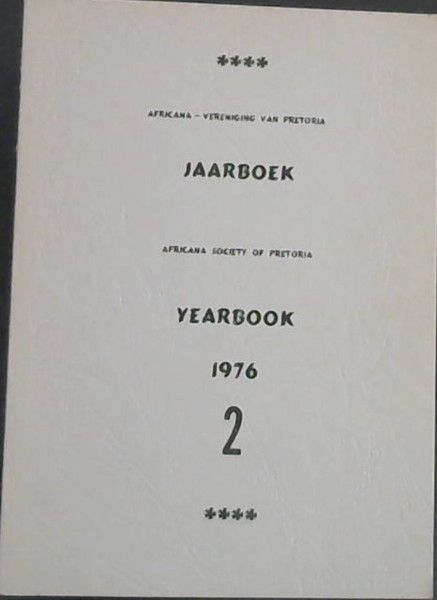 ****
AFRICANA - VERENIGING VAN PRETORIA
JAARBOEK
AFRICANA SOCIETY OF PRETORIA
YEARBOOK
1976
2
****